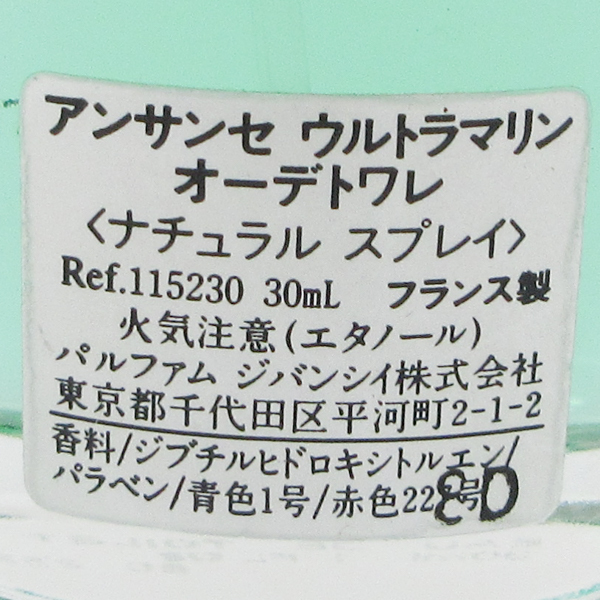 アンサンセ ウルトラマリン
オーデトワレ
〈ナチュラル スプレイ〉
Ref.115230 30mL フランス製
火気注意(エタノール)
パルファム ジバンシイ株式会社
東京都千代田区平河町2-1-2
香料/ジブチルヒドロキシトルエン/
パラベン/青色1号/赤色22 号